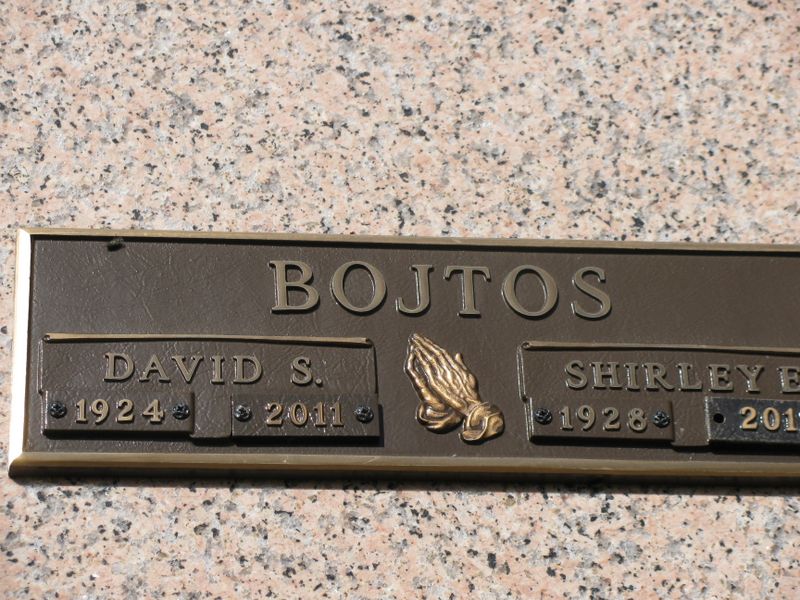 BOJTOS
DAVID S.
1924 2011
SHIRLEY E
1928